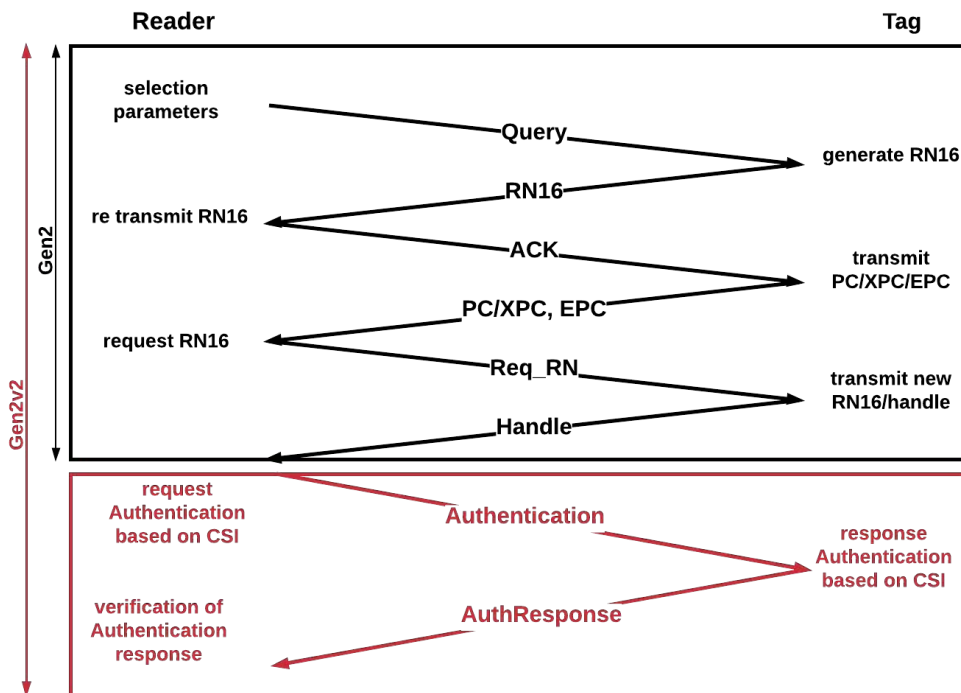 Reader
Tag
selection
parameters
Query
generate RN16
RN16
re transmit RN16
Gen2
ACK
transmit
PC/XPC/EPC
PC/XPC, EPC
request RN16
Req_RN
transmit new
RN16/handle
Gen2v2
Handle
request
Authentication
based on CSI
Authentication
response
Authentication
based on CSI
AuthResponse
verification of
Authentication
response